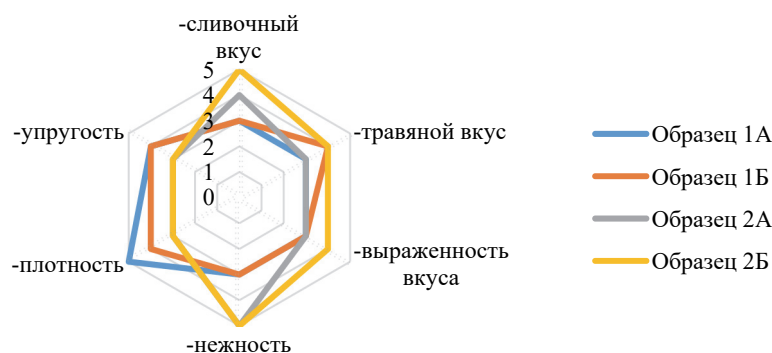 -сливочный
вкус
5
4
3
2
1
0
-упругость
-травяной вкус
-плотность
-выраженность
вкуса
-нежность
Образец 1А
Образец 1Б
Образец 2А
Образец 2Б